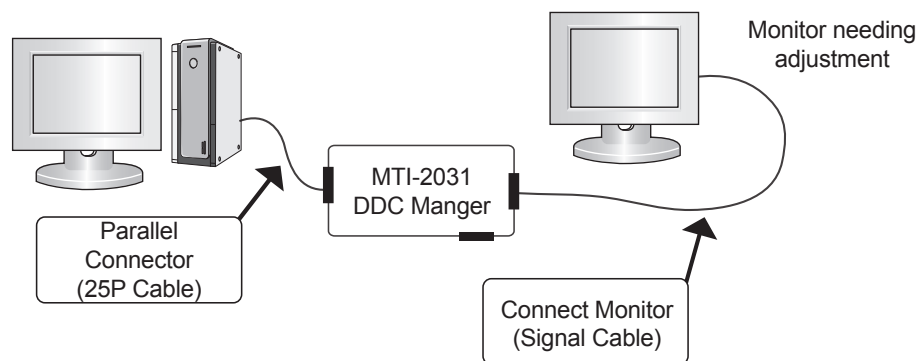 Monitor needing
adjustment
MTI-2031
DDC Manger
Parallel
Connector
(25P Cable)
Connect Monitor
(Signal Cable)